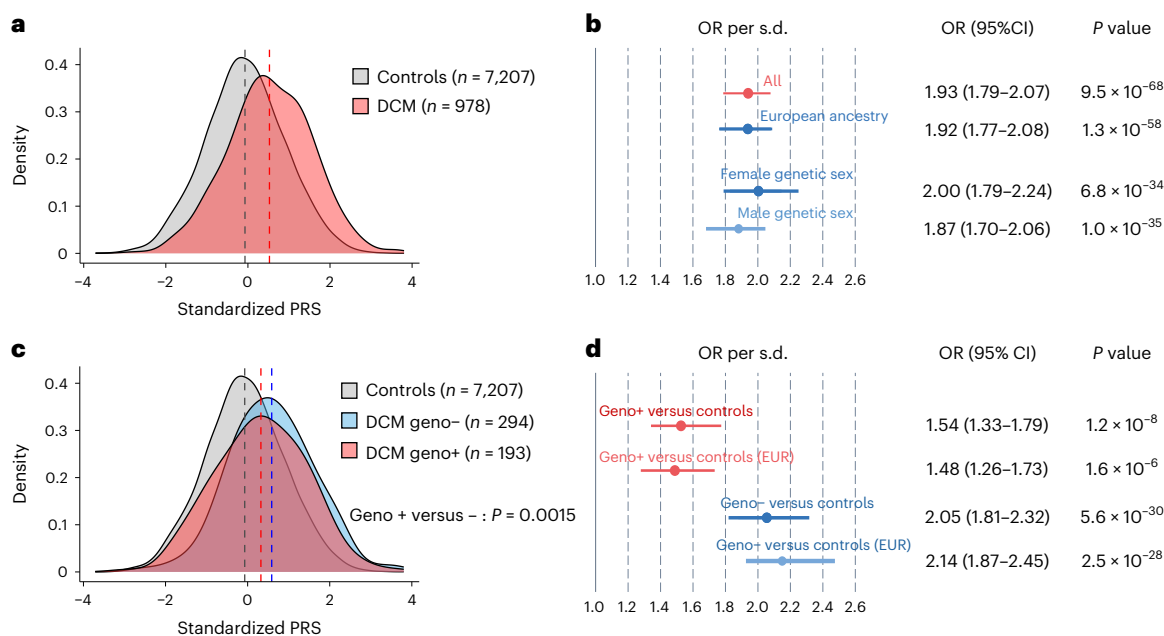 a
Controls (n = 7,207)
DCM (n = 978)
Density
0.4
0.3
0.2
0.1
0
−4
−2
0
2
4
Standardized PRS
b
OR per s.d.
OR (95%CI)
P value
All
1.93 (1.79–2.07)
9.5 × 10⁻⁶⁸
European ancestry
1.92 (1.77–2.08)
1.3 × 10⁻⁵⁸
Female genetic sex
2.00 (1.79–2.24)
6.8 × 10⁻³⁴
Male genetic sex
1.87 (1.70–2.06)
1.0 × 10⁻³⁵
1.0 1.2 1.4 1.6 1.8 2.0 2.2 2.4 2.6
c
Controls (n = 7,207)
DCM geno− (n = 294)
DCM geno+ (n = 193)
Geno + versus − : P = 0.0015
Density
0.4
0.3
0.2
0.1
0
−4
−2
0
2
4
Standardized PRS
d
OR per s.d.
OR (95% CI)
P value
Geno+ versus controls
1.54 (1.33–1.79)
1.2 × 10⁻⁸
Geno+ versus controls (EUR)
1.48 (1.26–1.73)
1.6 × 10⁻⁶
Geno− versus controls
2.05 (1.81–2.32)
5.6 × 10⁻³⁰
Geno− versus controls (EUR)
2.14 (1.87–2.45)
2.5 × 10⁻²⁸
1.0 1.2 1.4 1.6 1.8 2.0 2.2 2.4 2.6